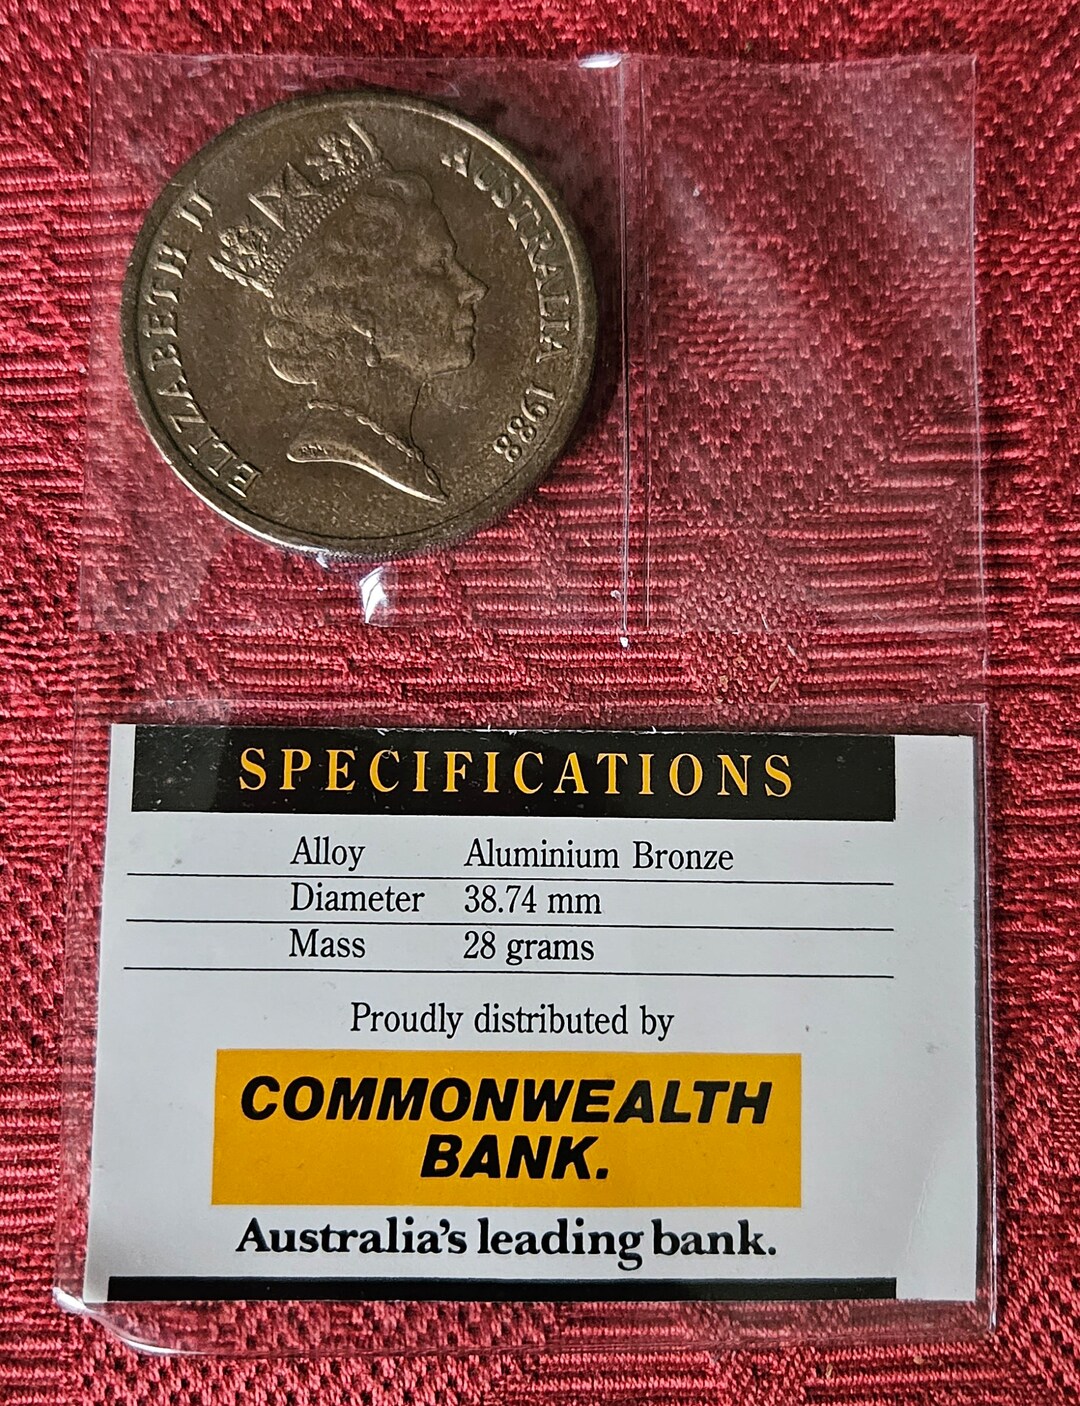 ELIZABETH II
AUSTRALIA 1988
RDM
SPECIFICATIONS
Alloy Aluminium Bronze
Diameter 38.74 mm
Mass 28 grams
Proudly distributed by
COMMONWEALTH
BANK.
Australia's leading bank.